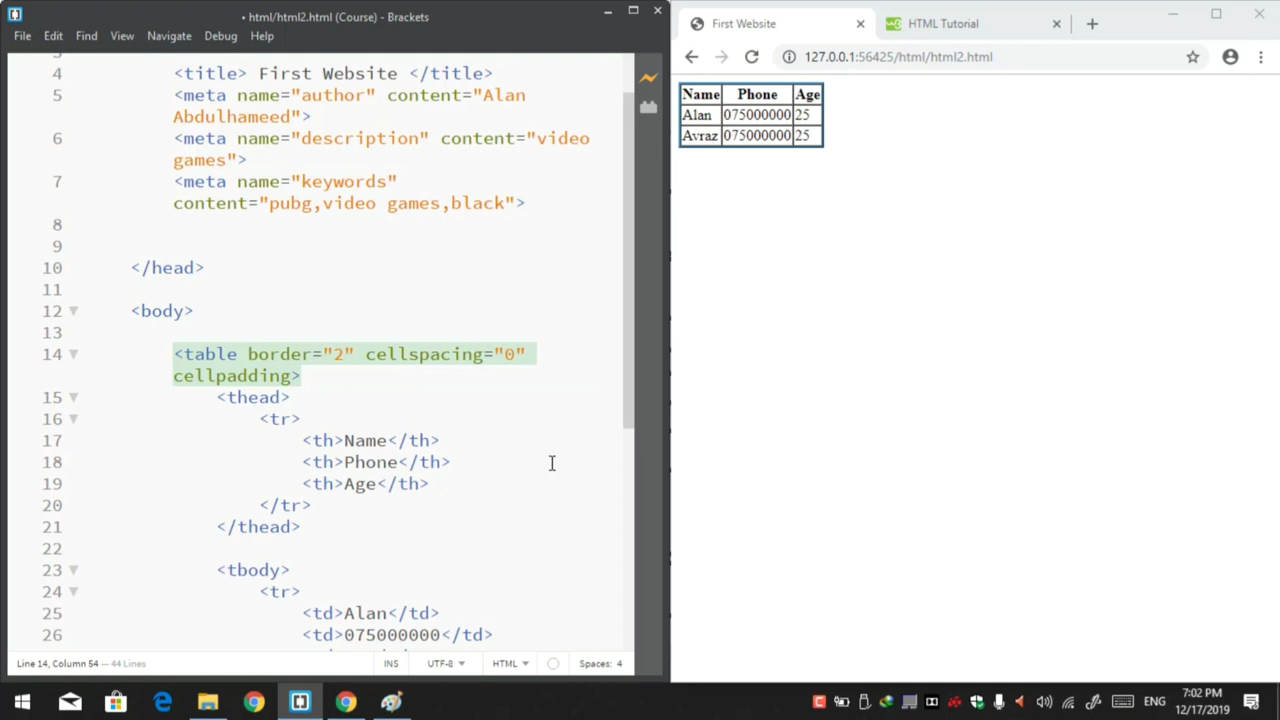 html/html2.html (Course) - Brackets
File Edit Find View Navigate Debug Help
4 <title> First Website </title>
5 <meta name="author" content="Alan
Abdulhameed">
6 <meta name="description" content="video
games">
7 <meta name="keywords"
content="pubg,video games,black">
8
9
10 </head>
11
12 <body>
13
14 <table border="2" cellspacing="0"
cellpadding>
15 <thead>
16 <tr>
17 <th>Name</th>
18 <th>Phone</th>
19 <th>Age</th>
20 </tr>
21 </thead>
22
23 <tbody>
24 <tr>
25 <td>Alan</td>
26 <td>075000000</td>
Line 14, Column 54 — 44 Lines INS UTF-8 HTML Spaces: 4
First Website HTML Tutorial
127.0.0.1:56425/html/html2.html
Name Phone Age
Alan 075000000 25
Avraz 075000000 25
ENG
7:02 PM
12/17/2019